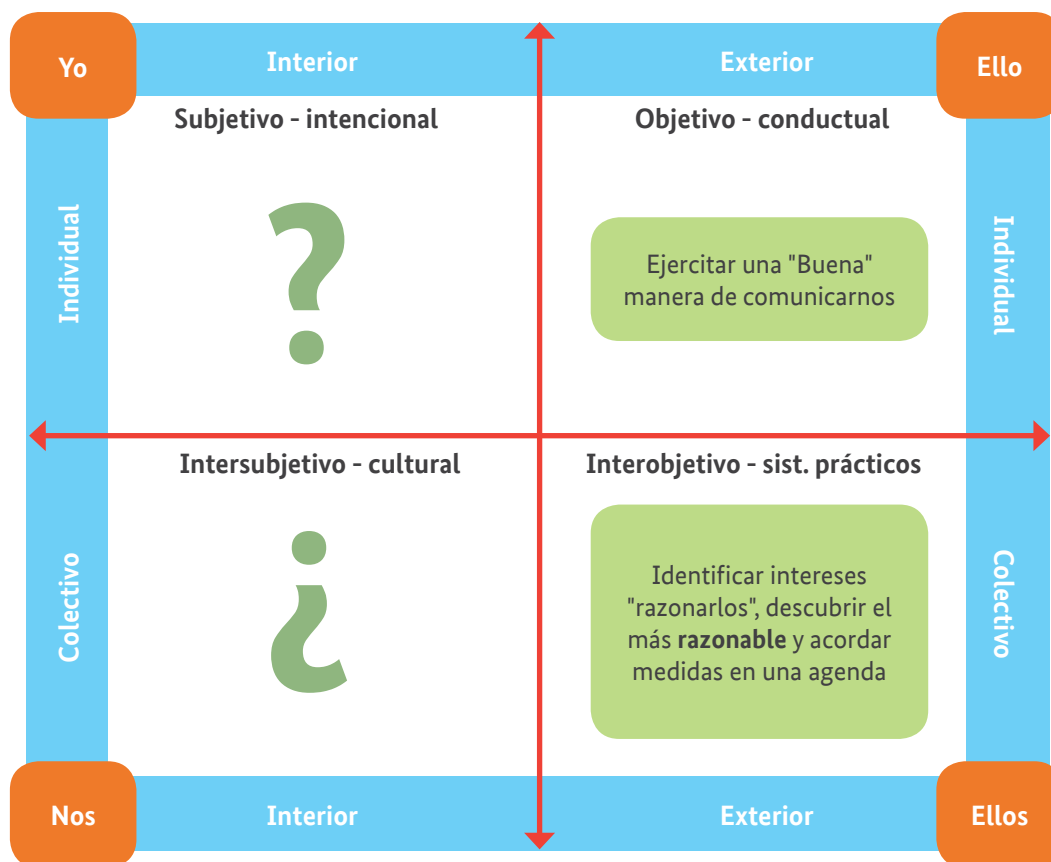 Yo
Interior
Exterior
Ello
Subjetivo - intencional
Objetivo - conductual
Individual
?
Ejercitar una "Buena"
manera de comunicarnos
Individual
Intersubjetivo - cultural
Interobjetivo - sist. prácticos
Colectivo
¿
Identificar intereses
"razonarlos", descubrir el
más razonable y acordar
medidas en una agenda
Colectivo
Nos
Interior
Exterior
Ellos